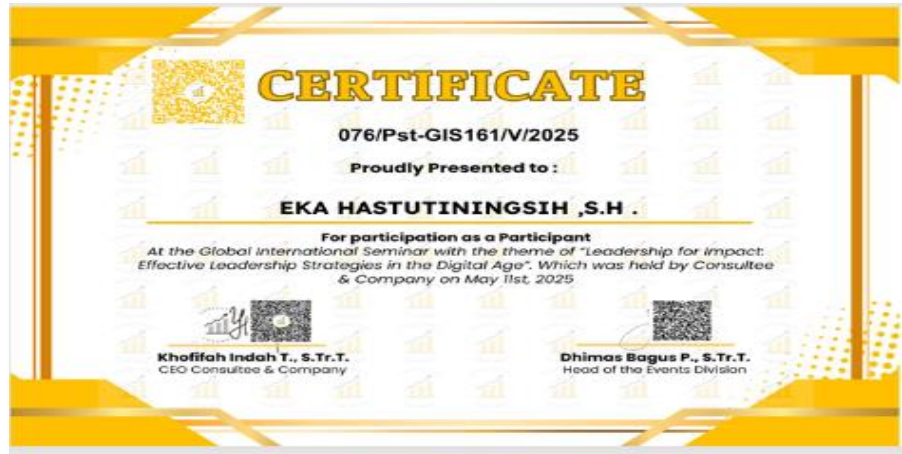 CERTIFICATE
076/Pst-GIS161/V/2025
Proudly Presented to :
EKA HASTUTININGSIH ,S.H .
For participation as a Participant
At the Global International Seminar with the theme of "Leadership for Impact:
Effective Leadership Strategies in the Digital Age". Which was held by Consultee
& Company on May 11st, 2025
Khofifah Indah T., S.Tr.T.
CEO Consultee & Company
Dhimas Bagus P., S.Tr.T.
Head of the Events Division